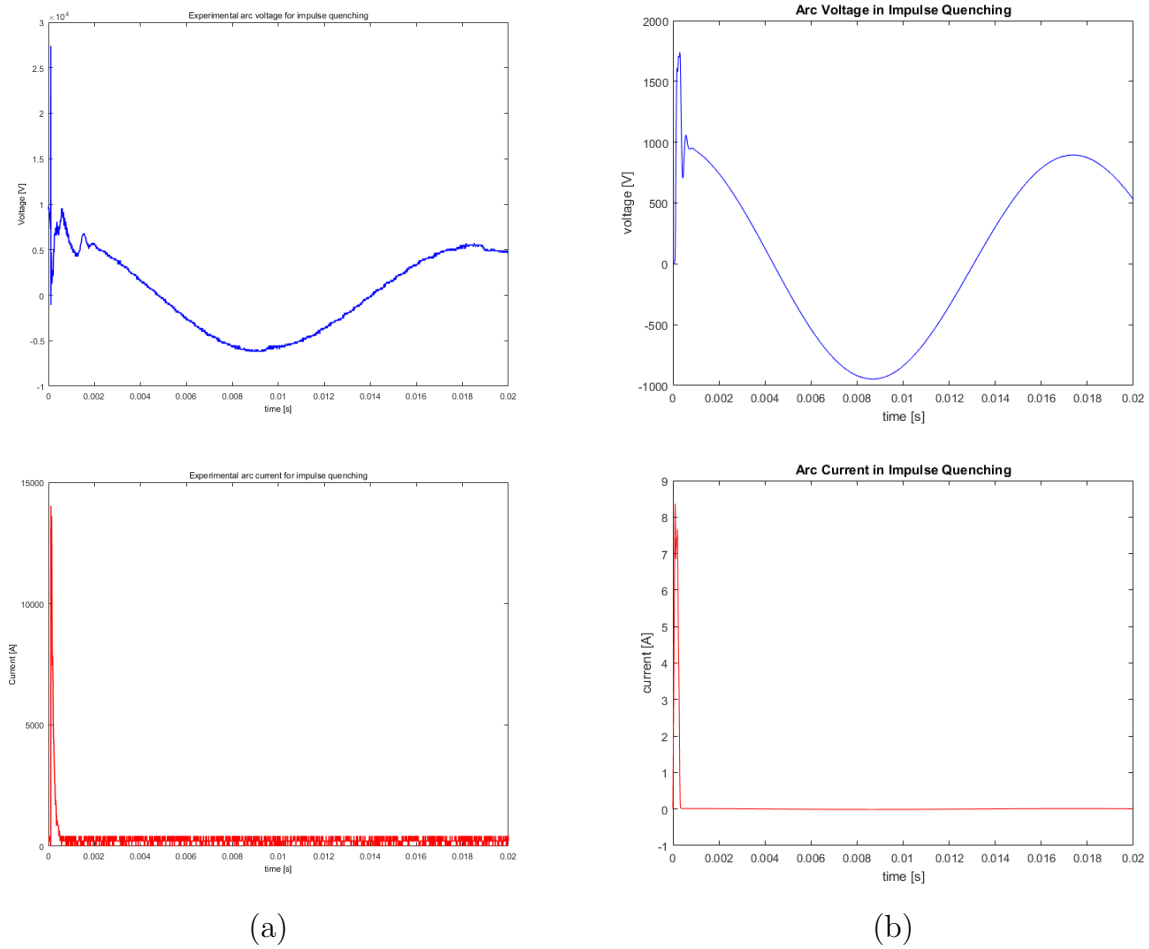 Experimental arc voltage for impulse quenching
×10⁴
3
2.5
2
1.5
1
0.5
0
-0.5
-1
Voltage [V]
0 0.002 0.004 0.006 0.008 0.01 0.012 0.014 0.016 0.018 0.02
time [s]
Arc Voltage in Impulse Quenching
2000
1500
1000
500
0
-500
-1000
voltage [V]
0 0.002 0.004 0.006 0.008 0.01 0.012 0.014 0.016 0.018 0.02
time [s]
Experimental arc current for impulse quenching
15000
10000
5000
0
Current [A]
0 0.002 0.004 0.006 0.008 0.01 0.012 0.014 0.016 0.018 0.02
time [s]
Arc Current in Impulse Quenching
9
8
7
6
5
4
3
2
1
0
-1
current [A]
0 0.002 0.004 0.006 0.008 0.01 0.012 0.014 0.016 0.018 0.02
time [s]
(a)
(b)